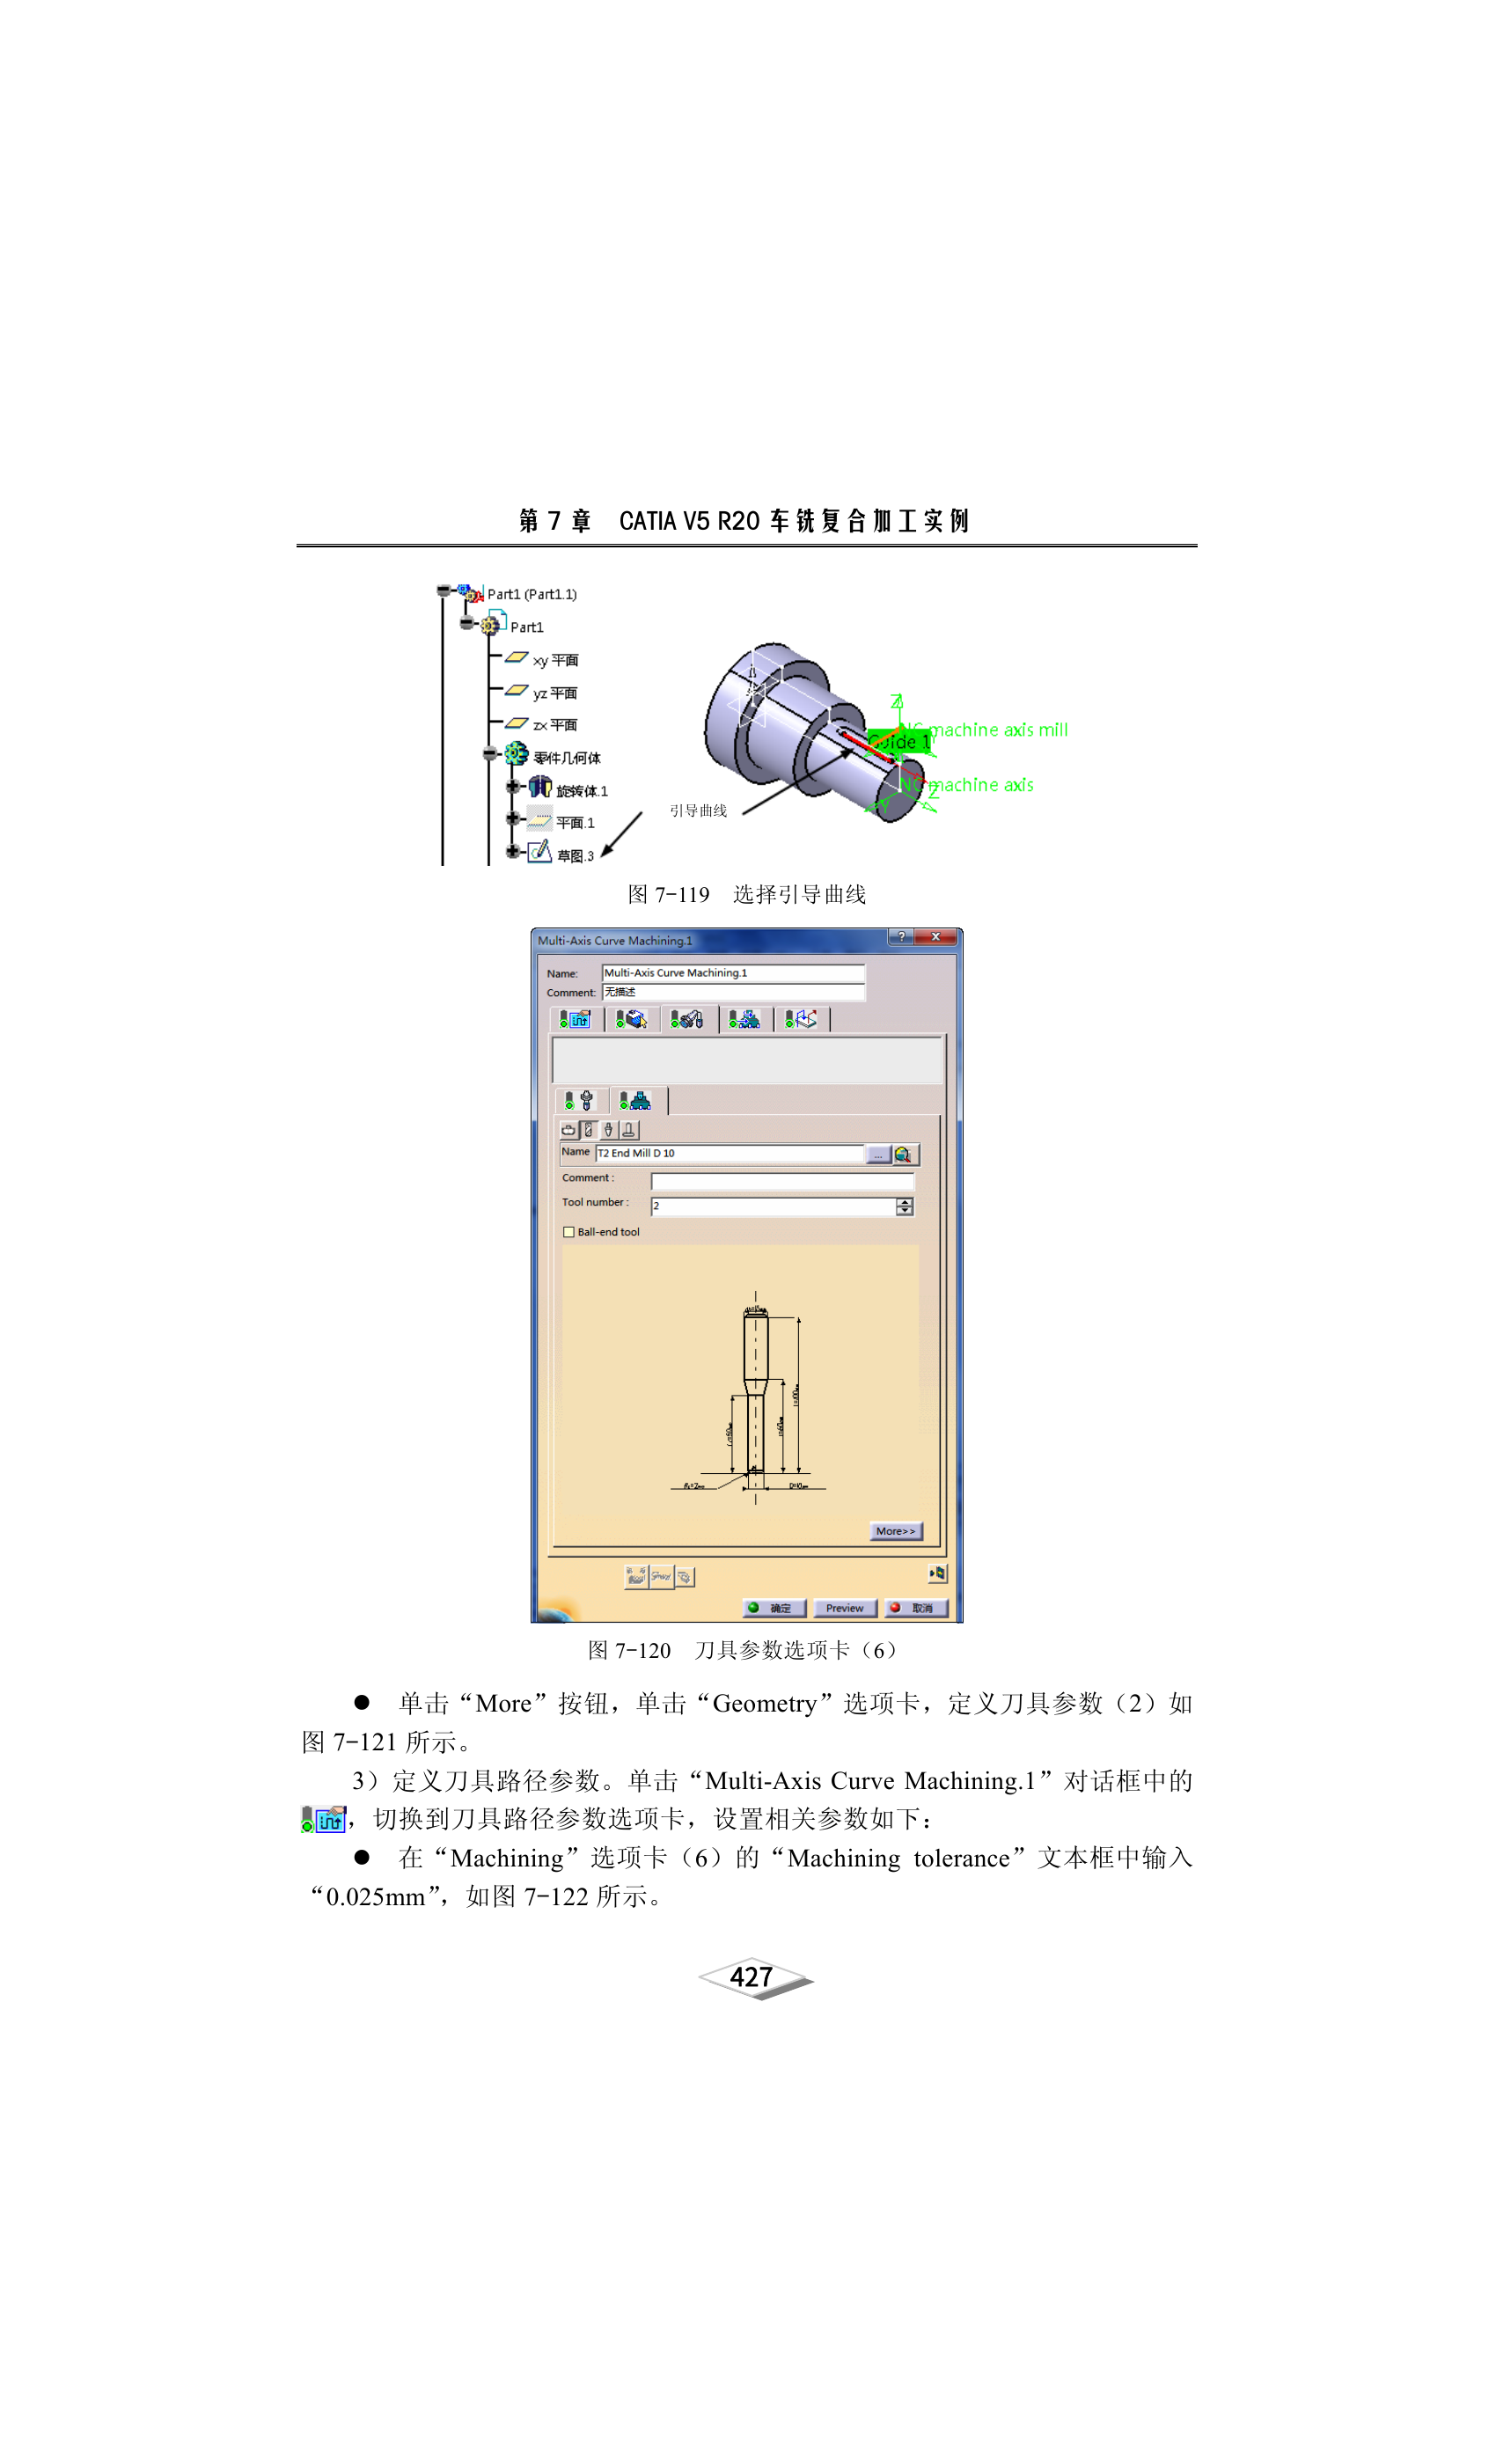 第 7 章 CATIA V5 R20 车铣复合加工实例
Part1 (Part1.1)
Part1
xy 平面
yz 平面
zx 平面
零件几何体
旋转体.1
平面.1
草图.3
引导曲线
Guide 1
Z
NC machine axis mill
NC machine axis
Z
Y
图 7-119 选择引导曲线
Multi-Axis Curve Machining.1
Name: Multi-Axis Curve Machining.1
Comment: 无描述
Name T2 End Mill D 10
...
Comment :
Tool number : 2
Ball-end tool
l=60mm
D=10mm
More>>
确定 Preview 取消
图 7-120 刀具参数选项卡（6）
● 单击“More”按钮，单击“Geometry”选项卡，定义刀具参数（2）如
图 7-121 所示。
3）定义刀具路径参数。单击“Multi-Axis Curve Machining.1”对话框中的
，切换到刀具路径参数选项卡，设置相关参数如下：
● 在“Machining”选项卡（6）的“Machining tolerance”文本框中输入
“0.025mm”，如图 7-122 所示。
427